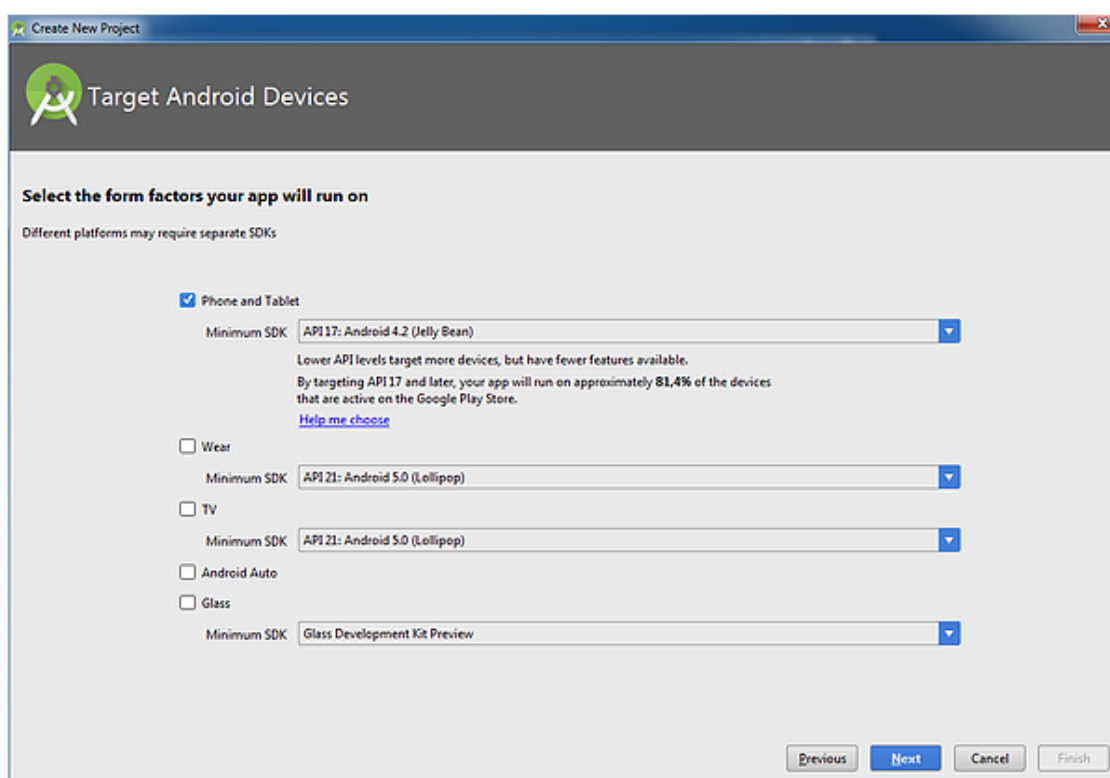 Create New Project
Target Android Devices
Select the form factors your app will run on
Different platforms may require separate SDKs
Phone and Tablet
Minimum SDK API 17: Android 4.2 (Jelly Bean)
Lower API levels target more devices, but have fewer features available.
By targeting API 17 and later, your app will run on approximately 81,4% of the devices
that are active on the Google Play Store.
Help me choose
Wear
Minimum SDK API 21: Android 5.0 (Lollipop)
TV
Minimum SDK API 21: Android 5.0 (Lollipop)
Android Auto
Glass
Minimum SDK Glass Development Kit Preview
Previous Next Cancel Finish